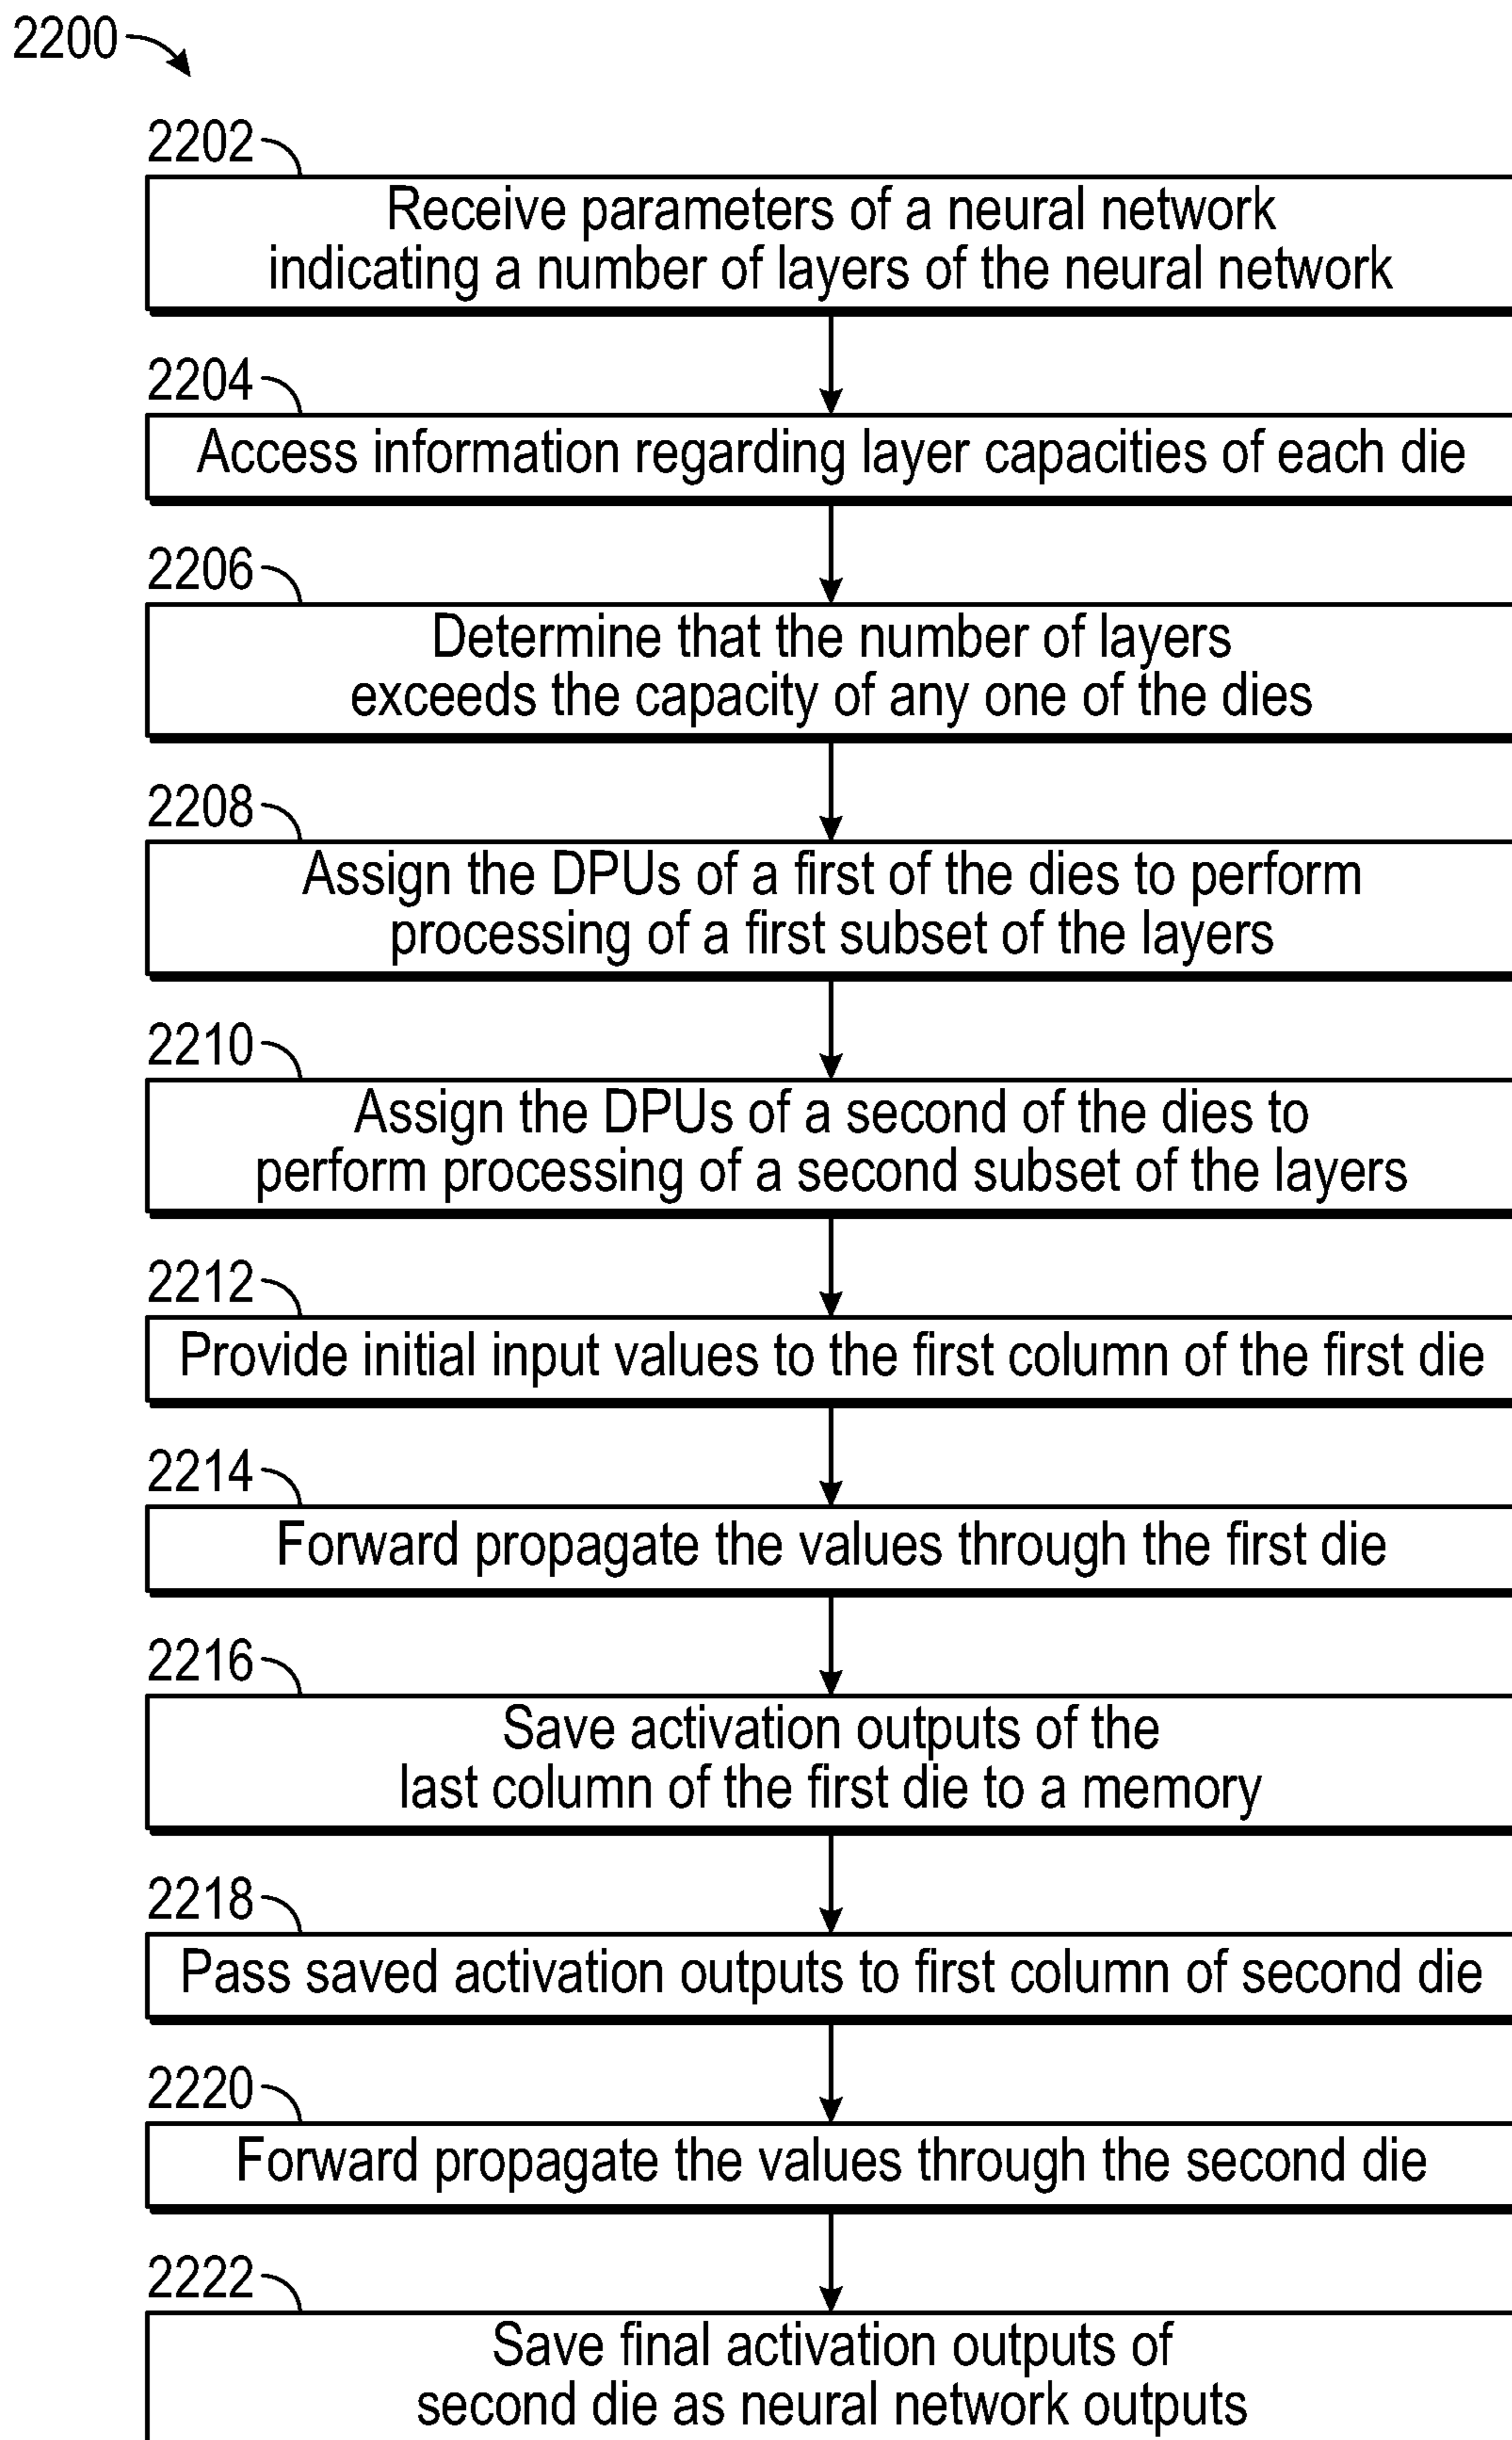 2200
2202
Receive parameters of a neural network
indicating a number of layers of the neural network
2204
Access information regarding layer capacities of each die
2206
Determine that the number of layers
exceeds the capacity of any one of the dies
2208
Assign the DPUs of a first of the dies to perform
processing of a first subset of the layers
2210
Assign the DPUs of a second of the dies to
perform processing of a second subset of the layers
2212
Provide initial input values to the first column of the first die
2214
Forward propagate the values through the first die
2216
Save activation outputs of the
last column of the first die to a memory
2218
Pass saved activation outputs to first column of second die
2220
Forward propagate the values through the second die
2222
Save final activation outputs of
second die as neural network outputs